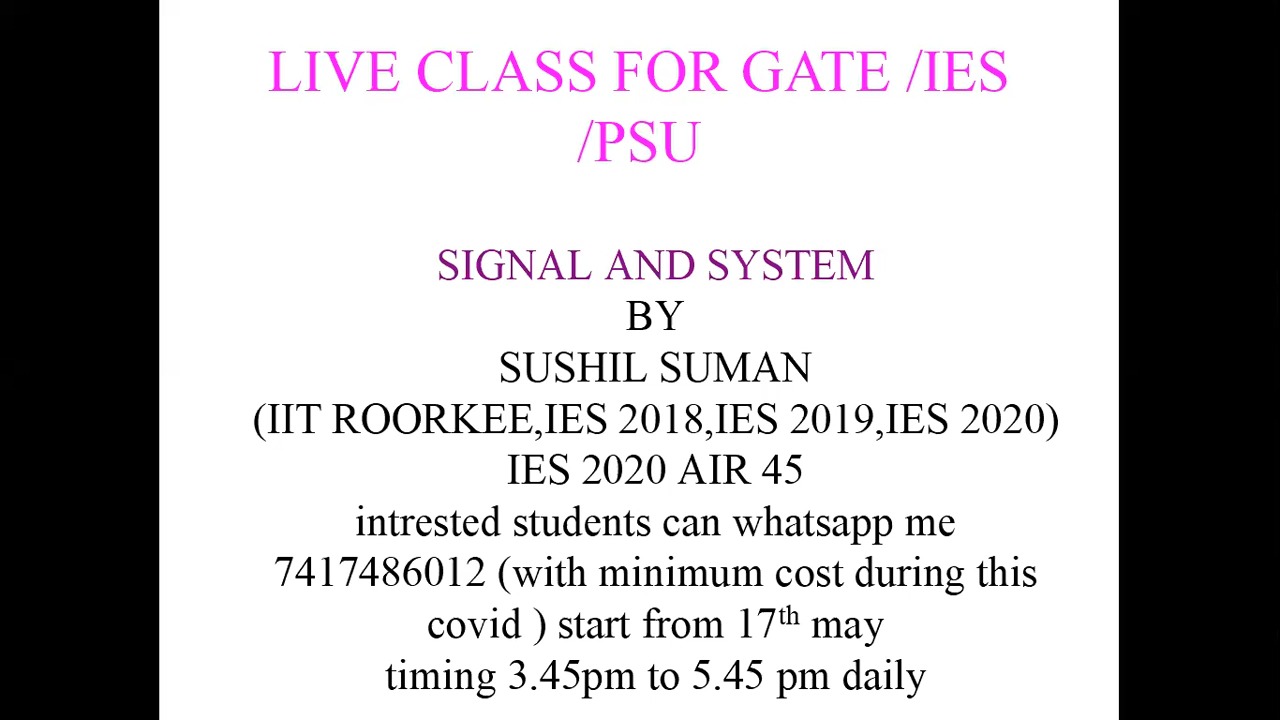 LIVE CLASS FOR GATE /IES
/PSU
SIGNAL AND SYSTEM
BY
SUSHIL SUMAN
(IIT ROORKEE,IES 2018,IES 2019,IES 2020)
IES 2020 AIR 45
intrested students can whatsapp me
7417486012 (with minimum cost during this
covid ) start from 17th may
timing 3.45pm to 5.45 pm daily